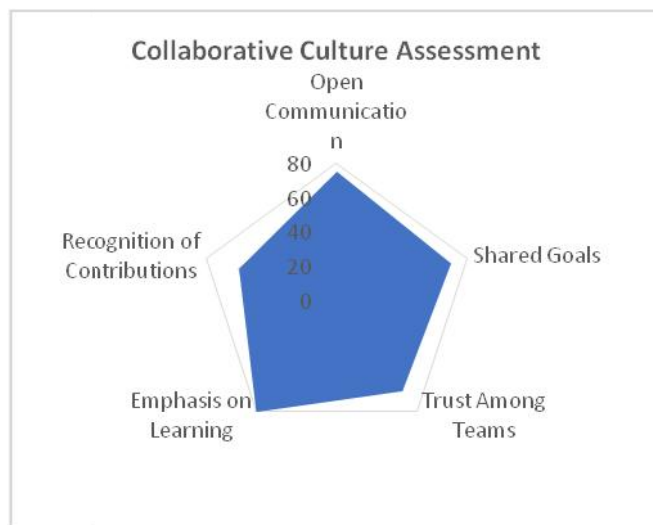 Collaborative Culture Assessment
Open
Communicatio
n
80
60
40
20
0
Shared Goals
Trust Among
Teams
Emphasis on
Learning
Recognition of
Contributions